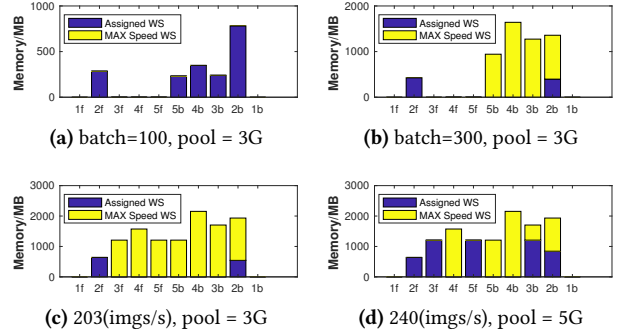 1000
500
0
Memory/MB
Assigned WS
MAX Speed WS
1f 2f 3f 4f 5f 5b 4b 3b 2b 1b
(a) batch=100, pool = 3G
2000
1000
0
Memory/MB
Assigned WS
MAX Speed WS
1f 2f 3f 4f 5f 5b 4b 3b 2b 1b
(b) batch=300, pool = 3G
3000
2000
1000
0
Memory/MB
Assigned WS
MAX Speed WS
1f 2f 3f 4f 5f 5b 4b 3b 2b 1b
(c) 203(imgs/s), pool = 3G
3000
2000
1000
0
Memory/MB
Assigned WS
MAX Speed WS
1f 2f 3f 4f 5f 5b 4b 3b 2b 1b
(d) 240(imgs/s), pool = 5G